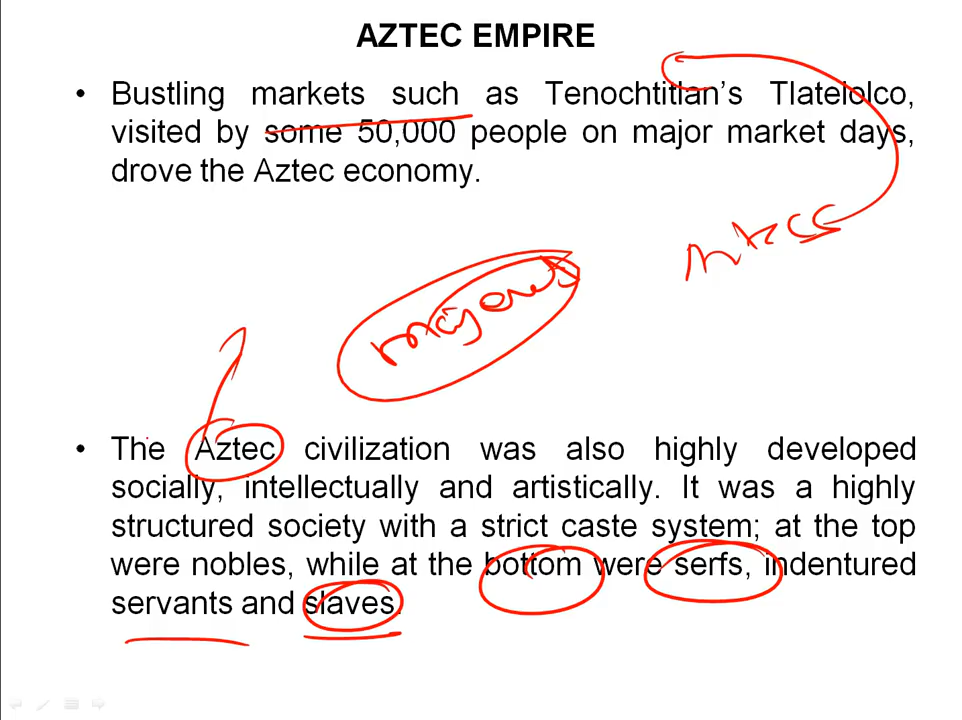 AZTEC EMPIRE
• Bustling markets such as Tenochtitlan's Tlatelolco,
visited by some 50,000 people on major market days,
drove the Aztec economy.
• The Aztec civilization was also highly developed
socially, intellectually and artistically. It was a highly
structured society with a strict caste system; at the top
were nobles, while at the bottom were serfs, indentured
servants and slaves.